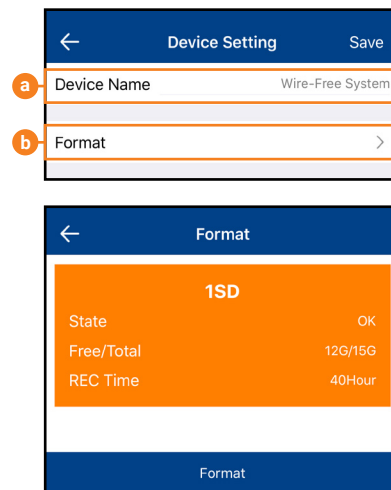 Device Setting Save
a Device Name Wire-Free System
b Format >
Format
1SD
State OK
Free/Total 12G/15G
REC Time 40Hour
Format